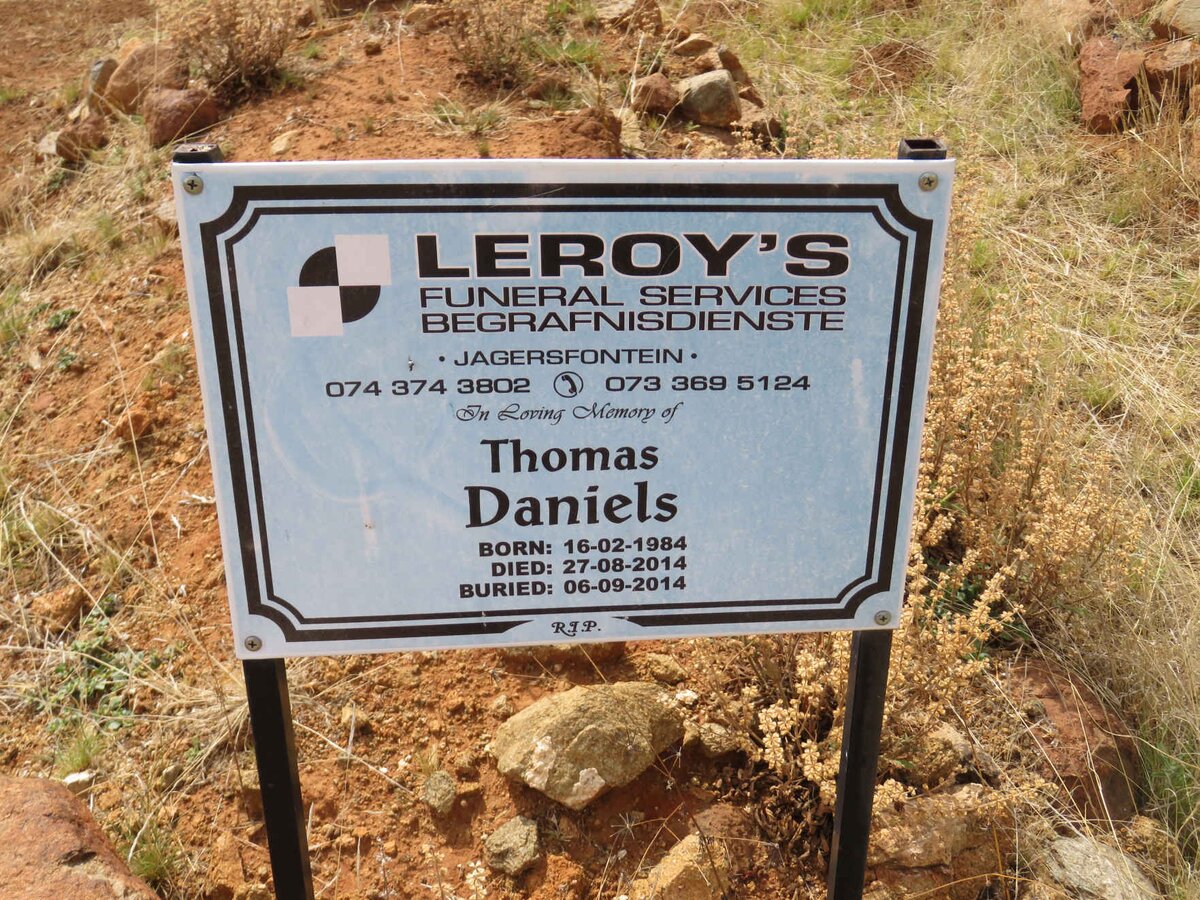 LEROY'S
FUNERAL SERVICES
BEGRAFNISDIENSTE
• JAGERSFONTEIN •
074 374 3802 073 369 5124
In Loving Memory of
Thomas
Daniels
BORN: 16-02-1984
DIED: 27-08-2014
BURIED: 06-09-2014
R.I.P.